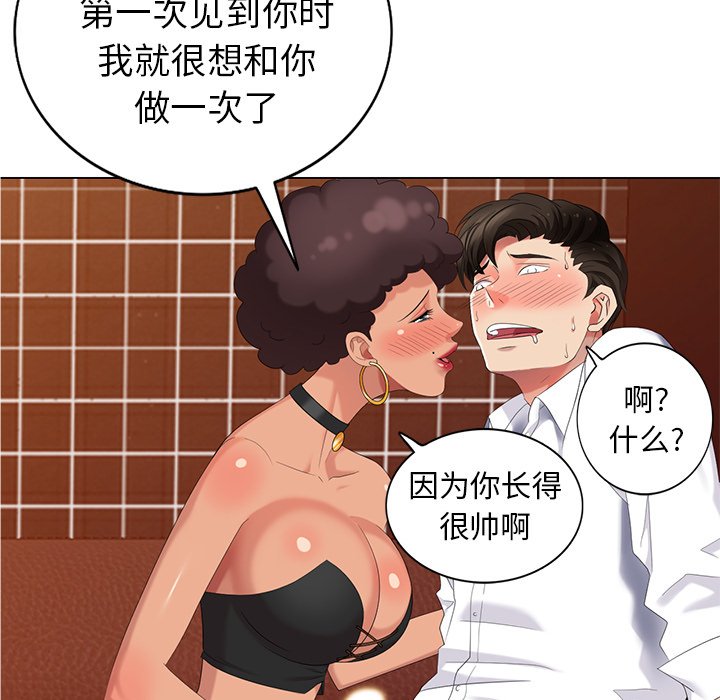 第一次见到你时
我就很想和你
做一次了
啊?
什么?
因为你长得
很帅啊